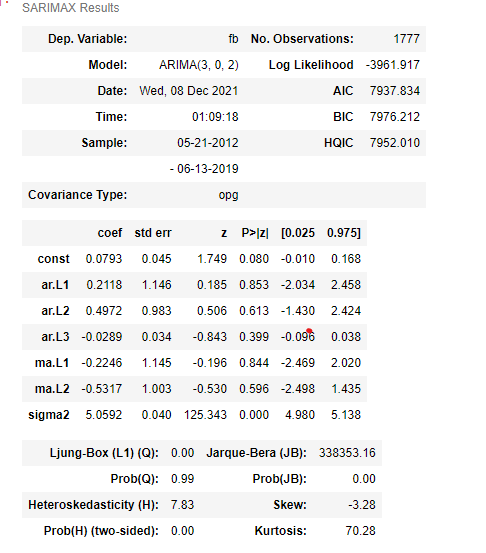 SARIMAX Results
Dep. Variable: fb No. Observations: 1777
Model: ARIMA(3, 0, 2) Log Likelihood -3961.917
Date: Wed, 08 Dec 2021 AIC 7937.834
Time: 01:09:18 BIC 7976.212
Sample: 05-21-2012 HQIC 7952.010
- 06-13-2019
Covariance Type: opg
coef std err z P>|z| [0.025 0.975]
const 0.0793 0.045 1.749 0.080 -0.010 0.168
ar.L1 0.2118 1.146 0.185 0.853 -2.034 2.458
ar.L2 0.4972 0.983 0.506 0.613 -1.430 2.424
ar.L3 -0.0289 0.034 -0.843 0.399 -0.096 0.038
ma.L1 -0.2246 1.145 -0.196 0.844 -2.469 2.020
ma.L2 -0.5317 1.003 -0.530 0.596 -2.498 1.435
sigma2 5.0592 0.040 125.343 0.000 4.980 5.138
Ljung-Box (L1) (Q): 0.00 Jarque-Bera (JB): 338353.16
Prob(Q): 0.99 Prob(JB): 0.00
Heteroskedasticity (H): 7.83 Skew: -3.28
Prob(H) (two-sided): 0.00 Kurtosis: 70.28